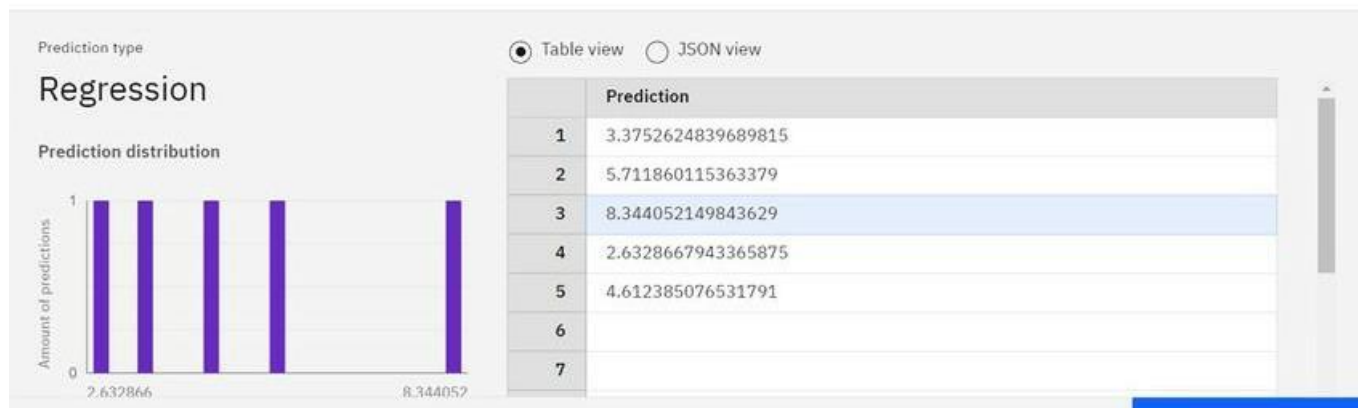 Prediction type
Regression
Prediction distribution
Amount of predictions
1
0
2.632866
8.344052
Table view
JSON view
Prediction
1 3.3752624839689815
2 5.711860115363379
3 8.344052149843629
4 2.6328667943365875
5 4.612385076531791
6
7